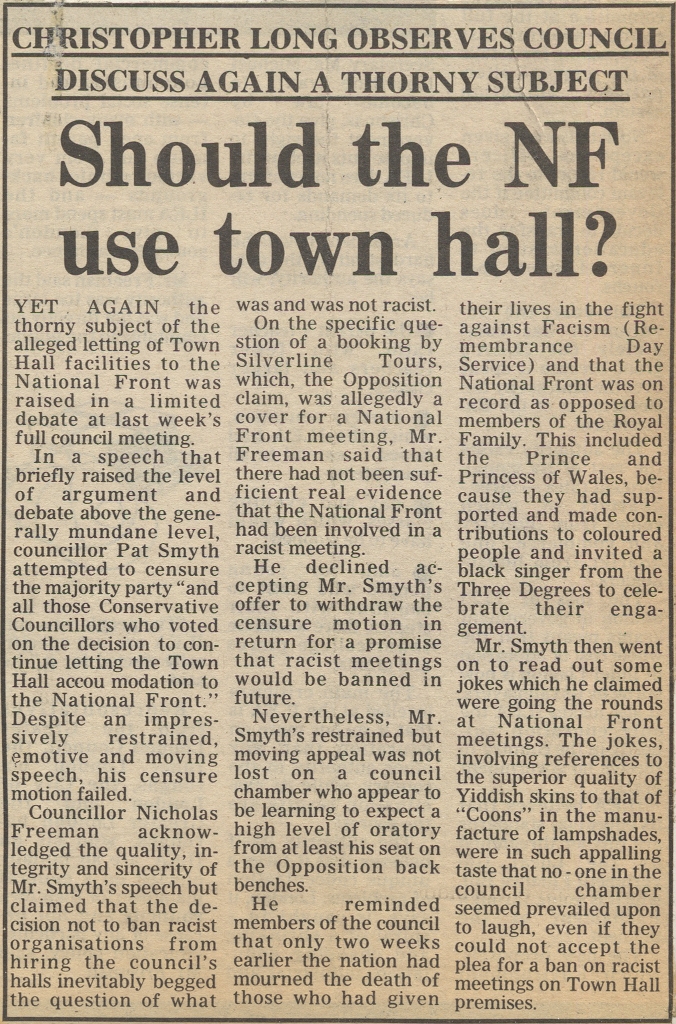 CHRISTOPHER LONG OBSERVES COUNCIL
DISCUSS AGAIN A THORNY SUBJECT
Should the NF
use town hall?
YET AGAIN the
thorny subject of the
alleged letting of Town
Hall facilities to the
National Front was
raised in a limited
debate at last week's
full council meeting.
In a speech that
briefly raised the level
of argument and
debate above the gene-
rally mundane level,
councillor Pat Smyth
attempted to censure
the majority party "and
all those Conservative
Councillors who voted
on the decision to con-
tinue letting the Town
Hall accou modation to
the National Front."
Despite an impres-
sively restrained,
emotive and moving
speech, his censure
motion failed.
Councillor Nicholas
Freeman acknow-
ledged the quality, in-
tegrity and sincerity of
Mr. Smyth's speech but
claimed that the de-
cision not to ban racist
organisations from
hiring the council's
halls inevitably begged
the question of what
was and was not racist.
On the specific que-
stion of a booking by
Silverline Tours,
which, the Opposition
claim, was allegedly a
cover for a National
Front meeting, Mr.
Freeman said that
there had not been suf-
ficient real evidence
that the National Front
had been involved in a
racist meeting.
He declined ac-
cepting Mr. Smyth's
offer to withdraw the
censure motion in
return for a promise
that racist meetings
would be banned in
future.
Nevertheless, Mr.
Smyth's restrained but
moving appeal was not
lost on a council
chamber who appear to
be learning to expect a
high level of oratory
from at least his seat on
the Opposition back
benches.
He reminded
members of the council
that only two weeks
earlier the nation had
mourned the death of
those who had given
their lives in the fight
against Facism (Re-
membrance Day
Service) and that the
National Front was on
record as opposed to
members of the Royal
Family. This included
the Prince and
Princess of Wales, be-
cause they had sup-
ported and made con-
tributions to coloured
people and invited a
black singer from the
Three Degrees to cele-
brate their enga-
gement.
Mr. Smyth then went
on to read out some
jokes which he claimed
were going the rounds
at National Front
meetings. The jokes,
involving references to
the superior quality of
Yiddish skins to that of
"Coons" in the manu-
facture of lampshades,
were in such appalling
taste that no - one in the
council chamber
seemed prevailed upon
to laugh, even if they
could not accept the
plea for a ban on racist
meetings on Town Hall
premises.